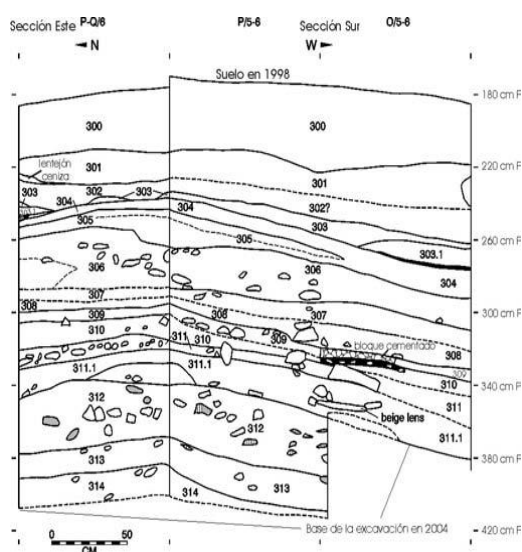 Sección Este P-Q/6 P/5-6 Sección Sur O/5-6
N W
Suelo en 1998
180 cm P
300 300
lentejón
ceniza
301
301
220 cm P
303 302 303
302?
304 304
303
305
305
303.1
260 cm P
306
306
304
307
308 308 307
300 cm P
309 309
bloque cementado
310 311 310
308
309
311.1 311.1
310
340 cm P
312
311
beige lens
312
311.1
313
380 cm P
314 314 313
Base de la excavación en 2004
0 50
CM
420 cm P